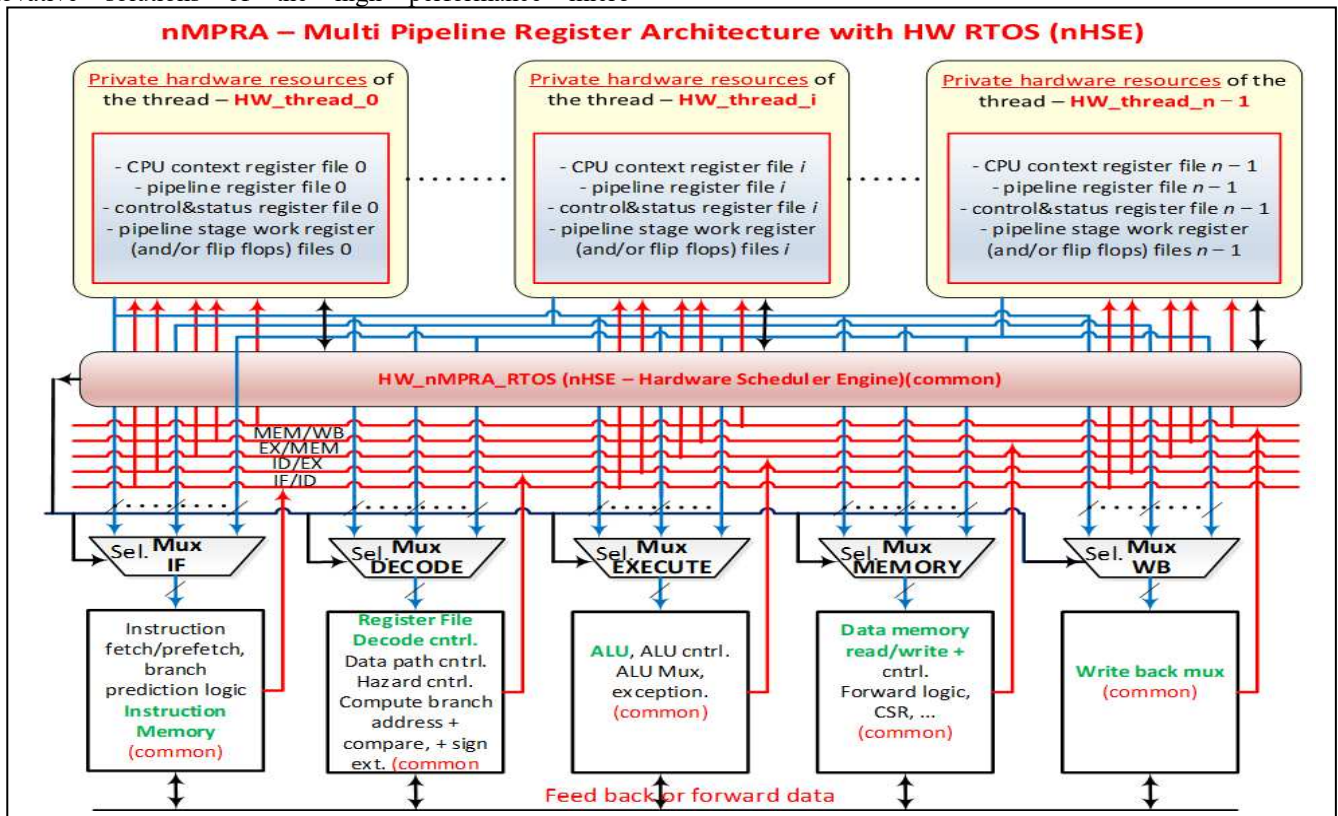 ervative solutions of the high performance micro
nMPRA – Multi Pipeline Register Architecture with HW RTOS (nHSE)
Private hardware resources of
the thread – HW_thread_0
- CPU context register file 0
- pipeline register file 0
- control&status register file 0
- pipeline stage work register
(and/or flip flops) files 0
Private hardware resources of
the thread – HW_thread_i
- CPU context register file i
- pipeline register file i
- control&status register file i
- pipeline stage work register
(and/or flip flops) files i
Private hardware resources of the
thread – HW_thread_n – 1
- CPU context register file n – 1
- pipeline register file n – 1
- control&status register file n – 1
- pipeline stage work register
(and/or flip flops) files n – 1
HW_nMPRA_RTOS (nHSE – Hardware Scheduler Engine)(common)
MEM/WB
EX/MEM
ID/EX
IF/ID
Sel. Mux
IF
Sel. Mux
DECODE
Sel. Mux
EXECUTE
Sel. Mux
MEMORY
Sel. Mux
WB
Instruction
fetch/prefetch,
branch
prediction logic
Instruction
Memory
(common)
Register File
Decode cntrl.
Data path cntrl.
Hazard cntrl.
Compute branch
address +
compare, + sign
ext. (common
ALU, ALU cntrl.
ALU Mux,
exception.
(common)
Data memory
read/write +
cntrl.
Forward logic,
CSR, ...
(common)
Write back mux
(common)
Feed back or forward data